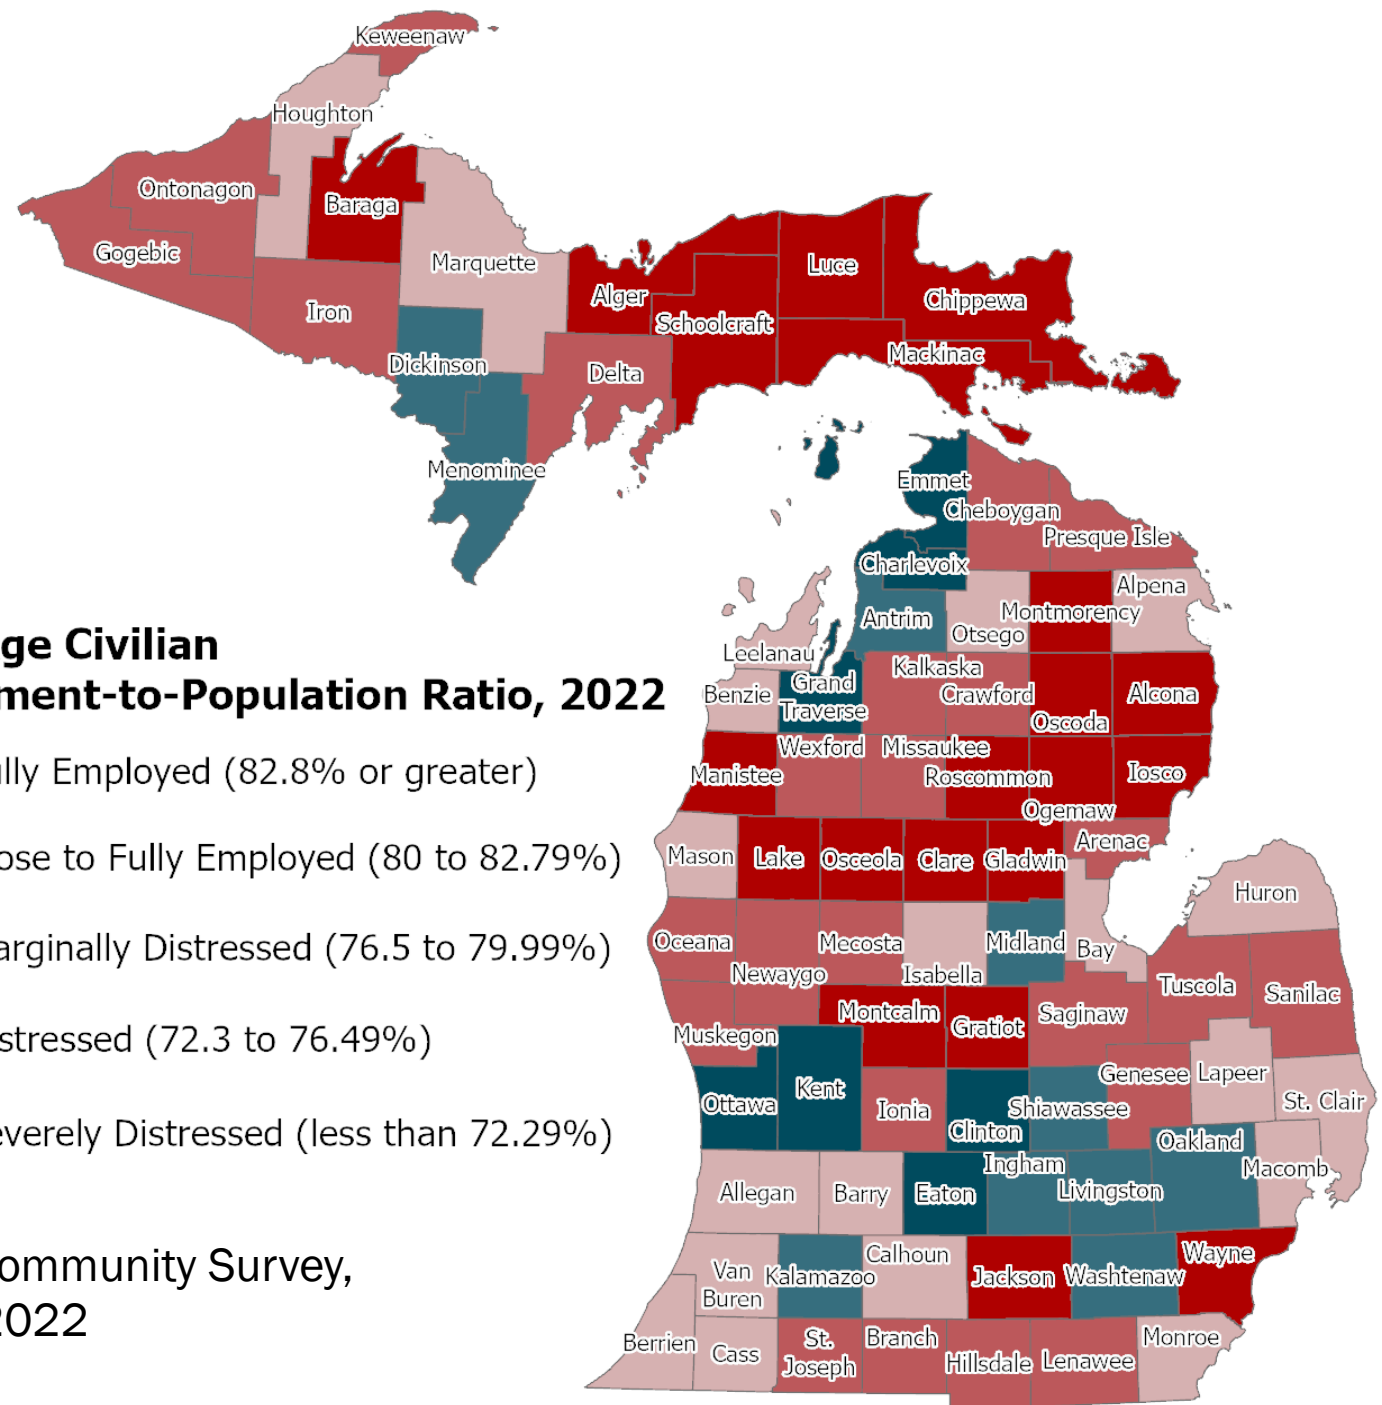 Keweenaw
Houghton
Ontonagon
Baraga
Gogebic
Marquette
Luce
Alger
Chippewa
Iron
Schoolcraft
Mackinac
Dickinson
Delta
Menominee
Emmet
Cheboygan
Presque Isle
Charlevoix
Alpena
Antrim
Montmorency
Otsego
ge Civilian
Leelanau
Kalkaska
ment-to-Population Ratio, 2022
Benzie
Grand
Traverse
Crawford
Oscoda
Alcona
Wexford
Missaukee
lly Employed (82.8% or greater)
Manistee
Roscommon
Iosco
Ogemaw
Arenac
ose to Fully Employed (80 to 82.79%)
Mason
Lake
Osceola
Clare
Gladwin
Huron
arginally Distressed (76.5 to 79.99%)
Oceana
Mecosta
Midland
Bay
Newaygo
Isabella
Tuscola
Sanilac
Montcalm
Gratiot
Saginaw
stressed (72.3 to 76.49%)
Muskegon
Genesee
Lapeer
Kent
Ottawa
Ionia
Shiawassee
St. Clair
everely Distressed (less than 72.29%)
Clinton
Oakland
Ingham
Macomb
Allegan
Barry
Eaton
Livingston
ommunity Survey,
2022
Van
Buren
Kalamazoo
Calhoun
Jackson
Washtenaw
Wayne
Berrien
Cass
St.
Joseph
Branch
Hillsdale
Lenawee
Monroe